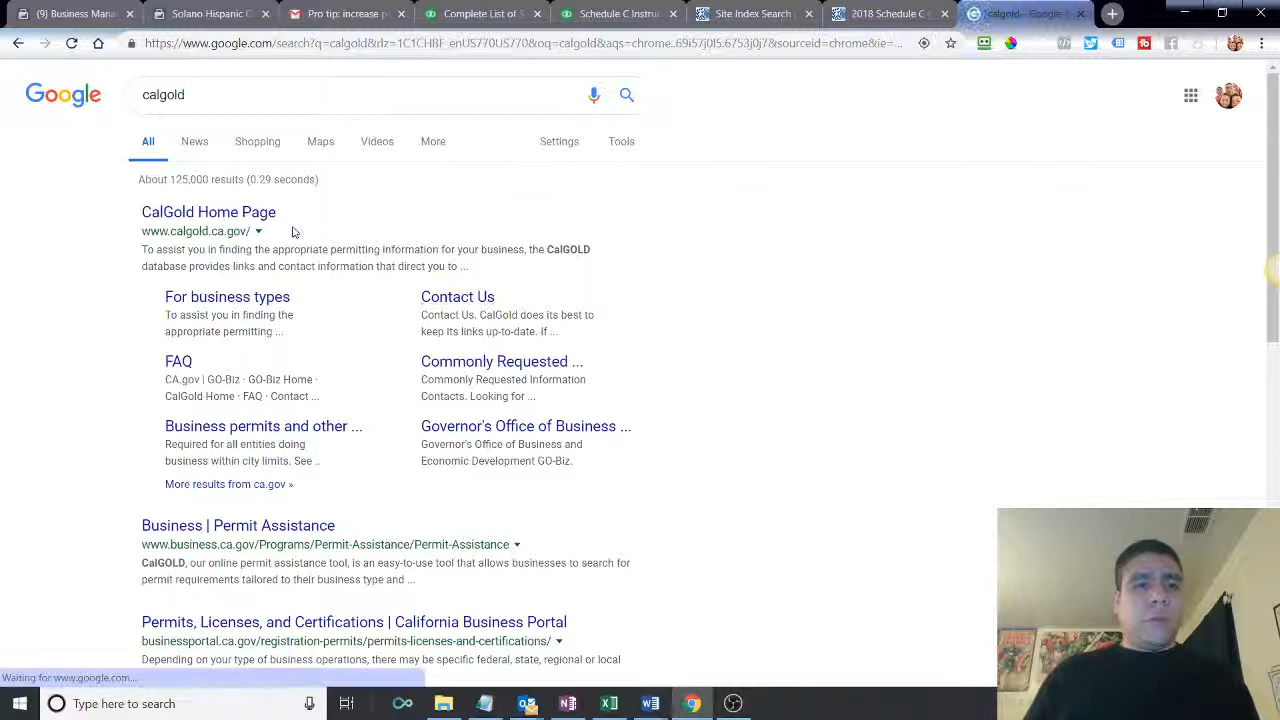 (9) Business Man
Solano Hispanic C
Pro tip: increase
Complete List of S
Schedule C Instru
Site Index Search
2018 Schedule C (
calgold - Google S
Google
calgold
All
News
Shopping
Maps
Videos
More
Settings
Tools
About 125,000 results (0.29 seconds)
CalGold Home Page
www.calgold.ca.gov/
To assist you in finding the appropriate permitting information for your business, the CalGOLD
database provides links and contact information that direct you to ...
For business types
To assist you in finding the
appropriate permitting ...
Contact Us
Contact Us. CalGold does its best to
keep its links up-to-date. If ...
FAQ
CA.gov | GO-Biz · GO-Biz Home ·
CalGold Home · FAQ · Contact ...
Commonly Requested ...
Commonly Requested Information
Contacts. Looking for ...
Business permits and other ...
Required for all entities doing
business within city limits. See ..
Governor's Office of Business ...
Governor's Office of Business and
Economic Development GO-Biz.
More results from ca.gov »
Business | Permit Assistance
www.business.ca.gov/Programs/Permit-Assistance/Permit-Assistance
CalGOLD, our online permit assistance tool, is an easy-to-use tool that allows businesses to search for
permit requirements tailored to their business type and ...
Permits, Licenses, and Certifications | California Business Portal
businessportal.ca.gov/registration-permits/permits-licenses-and-certifications/
Depending on your type of business operations, there may be specific federal, state, regional or local
Waiting for www.google.com...
Type here to search